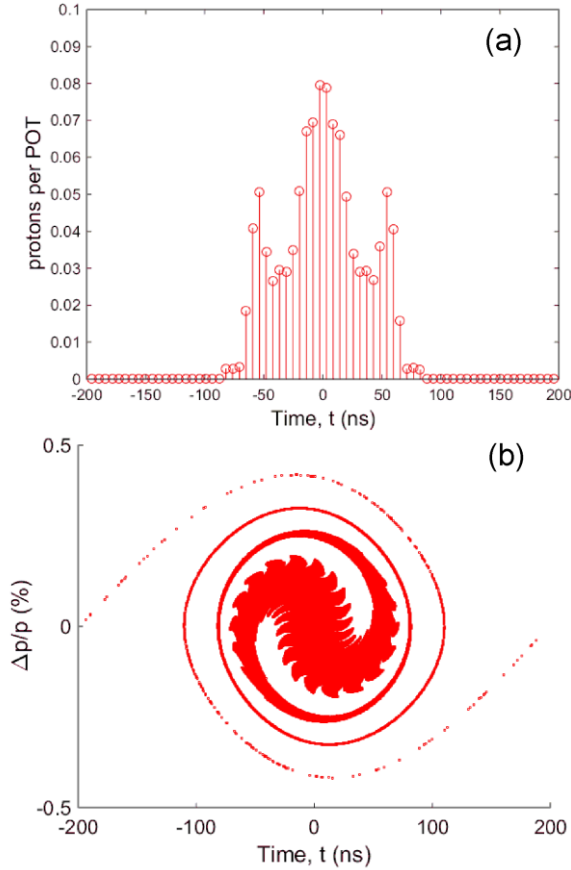 (a)
protons per POT
0.1
0.09
0.08
0.07
0.06
0.05
0.04
0.03
0.02
0.01
0
-200 -150 -100 -50 0 50 100 150 200
Time, t (ns)
(b)
Δp/p (%)
0.5
0
-0.5
-200 -100 0 100 200
Time, t (ns)